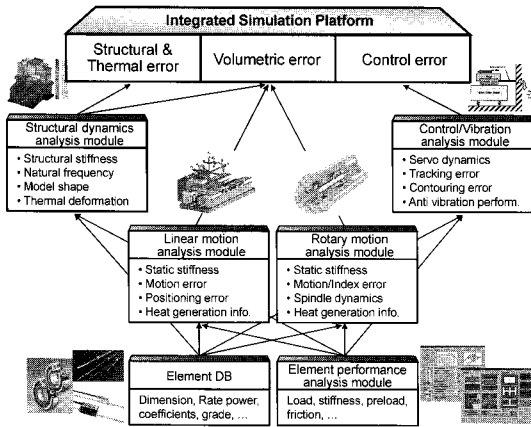 Integrated Simulation Platform
Structural &
Thermal error
Volumetric error
Control error
Structural dynamics
analysis module
• Structural stiffness
• Natural frequency
• Model shape
• Thermal deformation
Control/Vibration
analysis module
• Servo dynamics
• Tracking error
• Contouring error
• Anti vibration perform.
Linear motion
analysis module
• Static stiffness
• Motion error
• Positioning error
• Heat generation info.
Rotary motion
analysis module
• Static stiffness
• Motion/Index error
• Spindle dynamics
• Heat generation info.
Element DB
Dimension, Rate power,
coefficients, grade, ...
Element performance
analysis module
Load, stiffness, preload,
friction, ...